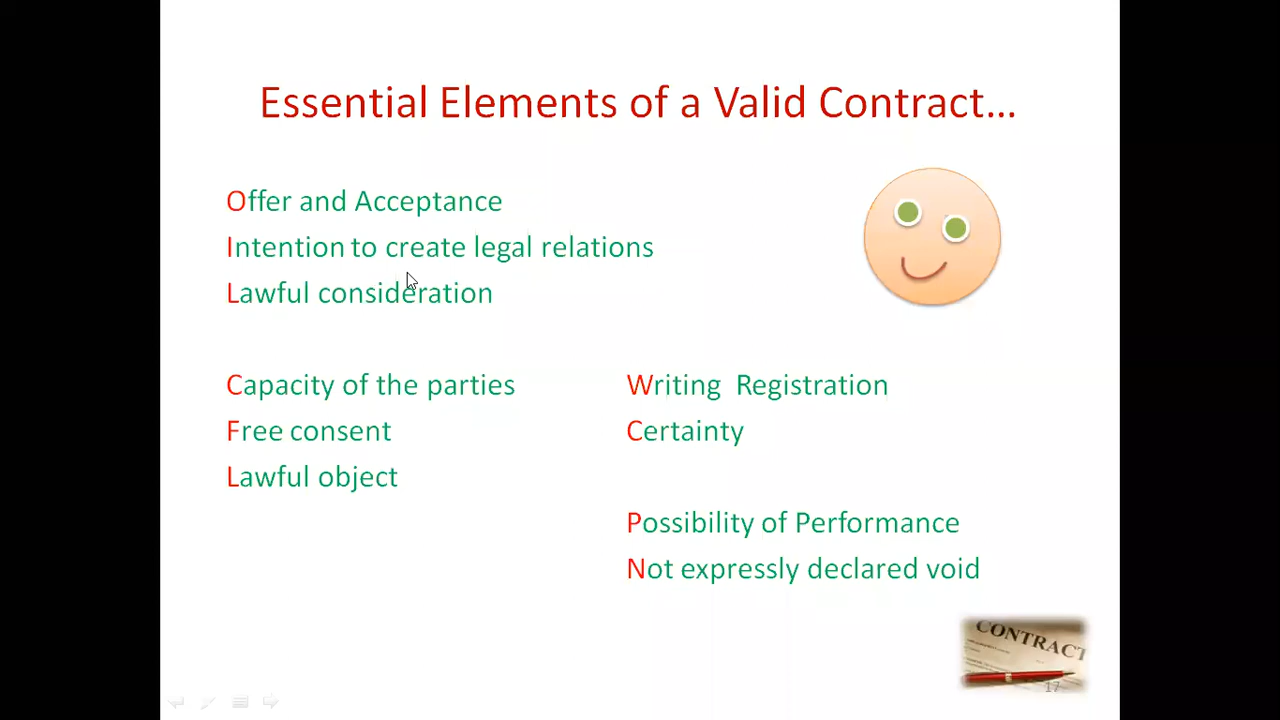 Essential Elements of a Valid Contract...
Offer and Acceptance
Intention to create legal relations
Lawful consideration
Capacity of the parties
Free consent
Lawful object
Writing Registration
Certainty
Possibility of Performance
Not expressly declared void
CONTRACT
17